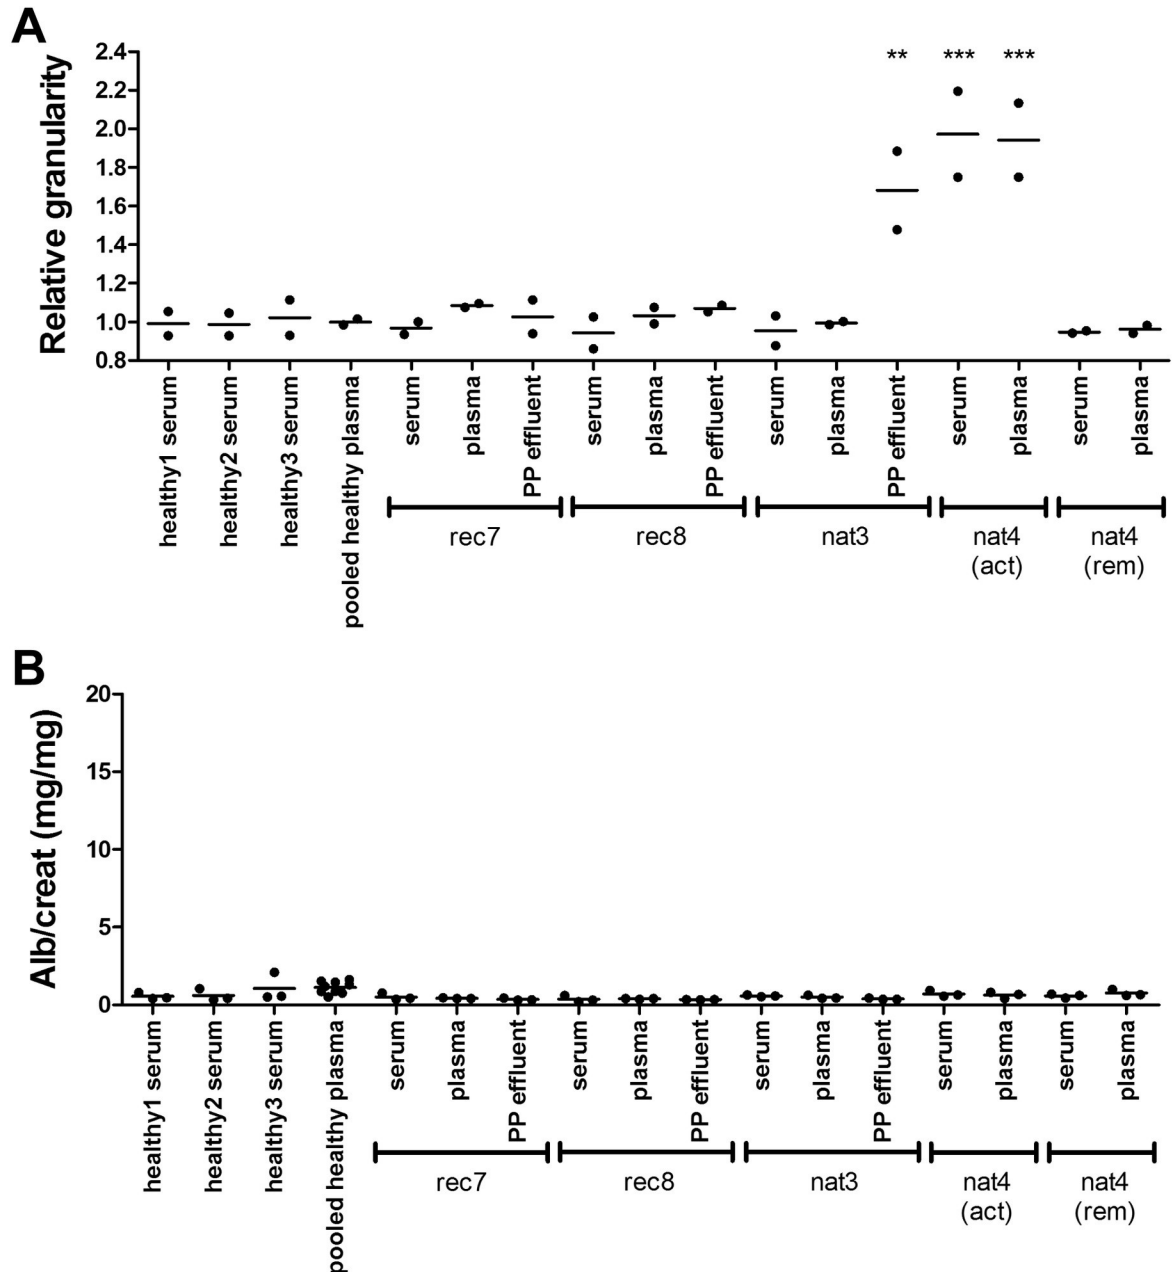 A
Relative granularity
2.4
2.2
2.0
1.8
1.6
1.4
1.2
1.0
0.8
** *** ***
healthy1 serum
healthy2 serum
healthy3 serum
pooled healthy plasma
serum
plasma
PP effluent
serum
plasma
PP effluent
serum
plasma
PP effluent
serum
plasma
serum
plasma
rec7
rec8
nat3
nat4
(act)
nat4
(rem)
B
Alb/creat (mg/mg)
20
15
10
5
0
healthy1 serum
healthy2 serum
healthy3 serum
pooled healthy plasma
serum
plasma
PP effluent
serum
plasma
PP effluent
serum
plasma
PP effluent
serum
plasma
serum
plasma
rec7
rec8
nat3
nat4
(act)
nat4
(rem)